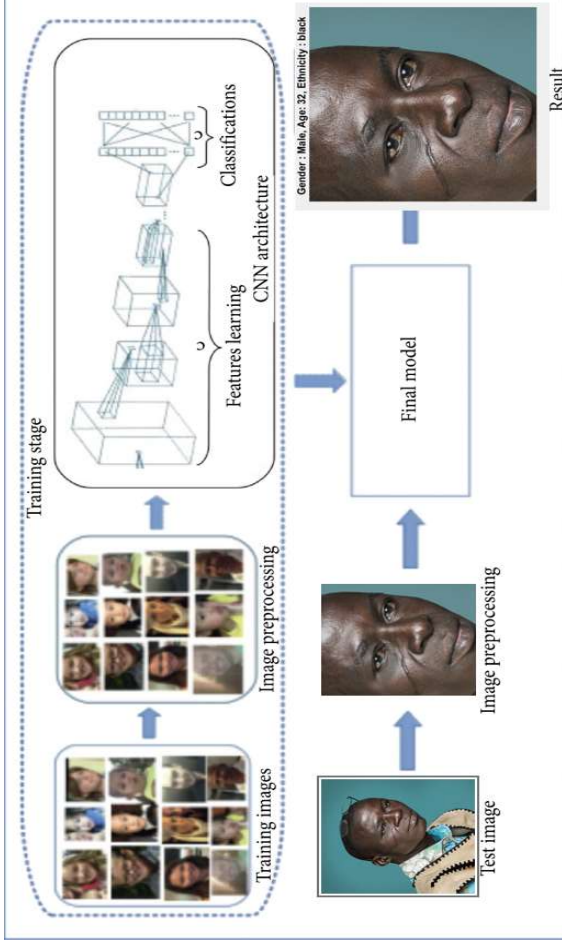 Training stage
Training images
Image preprocessing
Features learning
Classifications
CNN architecture
Test image
Image preprocessing
Final model
Gender : Male, Age: 32, Ethnicity : black
Result